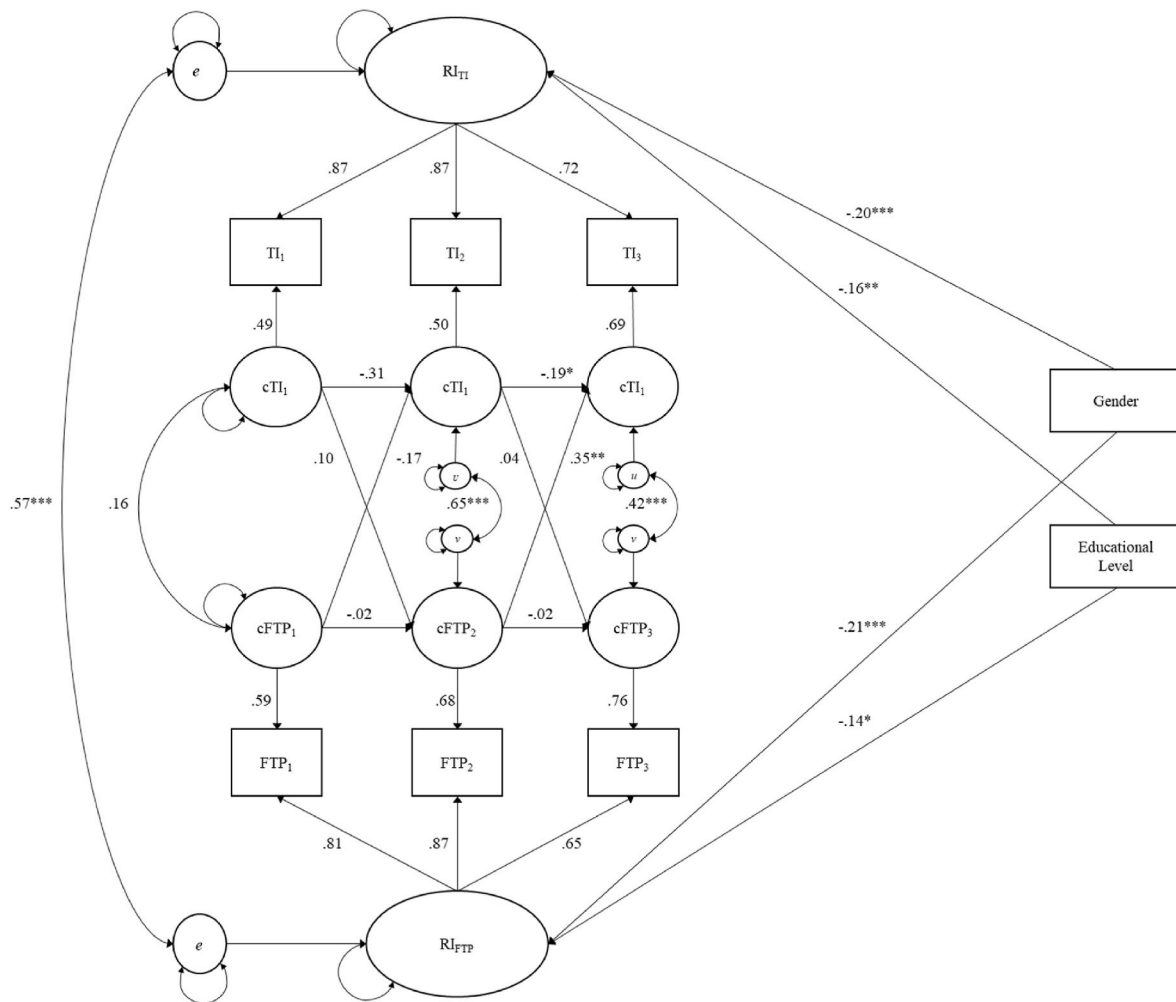 e
RI_TI
.87
.87
.72
-.20***
TI₁
TI₂
TI₃
-.16**
.49
.50
.69
cTI₁
-.31
cTI₁
-.19*
cTI₁
Gender
.10
-.17
.04
.35**
υ
u
.57***
.16
.65***
.42***
v
v
Educational
Level
cFTP₁
-.02
cFTP₂
-.02
cFTP₃
-.21***
.59
.68
.76
-.14*
FTP₁
FTP₂
FTP₃
.81
.87
.65
e
RI_FTP